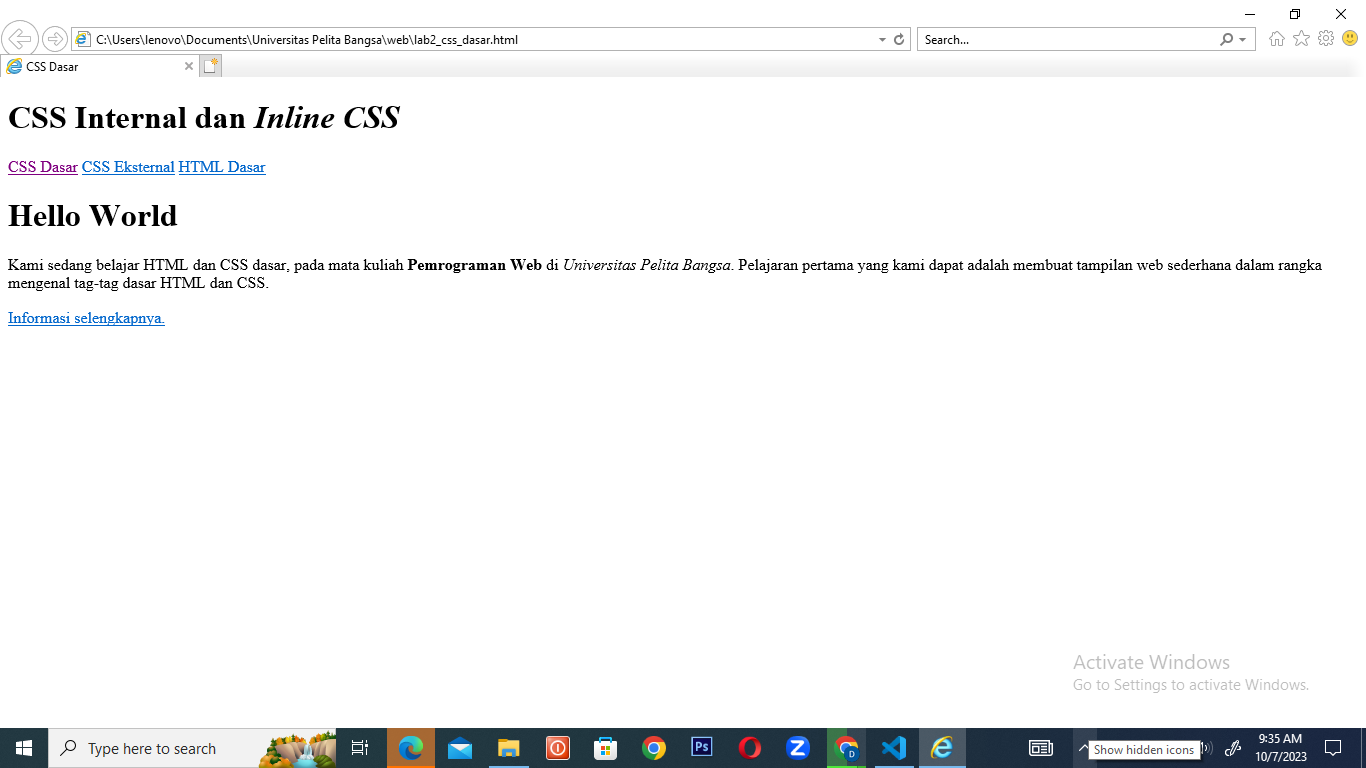 C:\Users\lenovo\Documents\Universitas Pelita Bangsa\web\lab2_css_dasar.html
Search...
CSS Dasar
CSS Internal dan Inline CSS
CSS Dasar CSS Eksternal HTML Dasar
Hello World
Kami sedang belajar HTML dan CSS dasar, pada mata kuliah Pemrograman Web di Universitas Pelita Bangsa. Pelajaran pertama yang kami dapat adalah membuat tampilan web sederhana dalam rangka
mengenal tag-tag dasar HTML dan CSS.
Informasi selengkapnya.
Activate Windows
Go to Settings to activate Windows.
Type here to search
Ps
Z
D
Show hidden icons
9:35 AM
10/7/2023